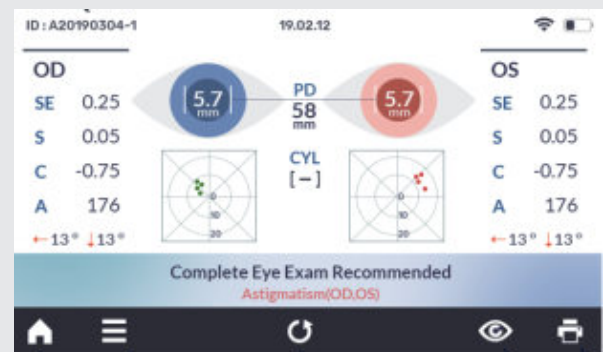 ID : A20190304-1
19.02.12
OD
SE 0.25
S 0.05
C -0.75
A 176
←13° ↓13°
5.7
mm
PD
58
mm
5.7
mm
CYL
[-]
0
10
20
0
10
20
OS
SE 0.25
S 0.05
C -0.75
A 176
←13° ↓13°
Complete Eye Exam Recommended
Astigmatism(OD,OS)